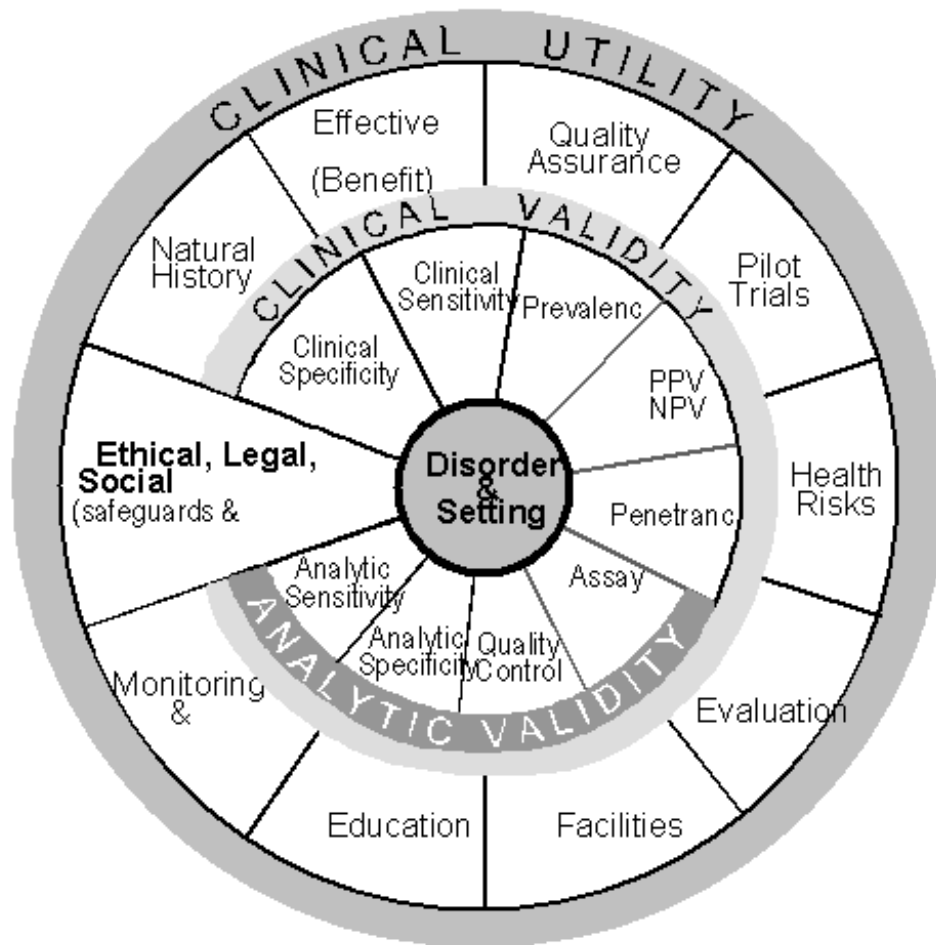 CLINICAL UTILITY
Effective
(Benefit)
Quality
Assurance
Natural
History
Pilot
Trials
CLINICAL VALIDITY
Clinical
Sensitivity
Prevalenc
Clinical
Specificity
PPV
NPV
Ethical, Legal,
Social
(safeguards &
Disorder
&
Setting
Health
Risks
Penetranc
Analytic
Sensitivity
Assay
Analytic
Specificity
Quality
Control
ANALYTIC VALIDITY
Monitoring
&
Evaluation
Education
Facilities